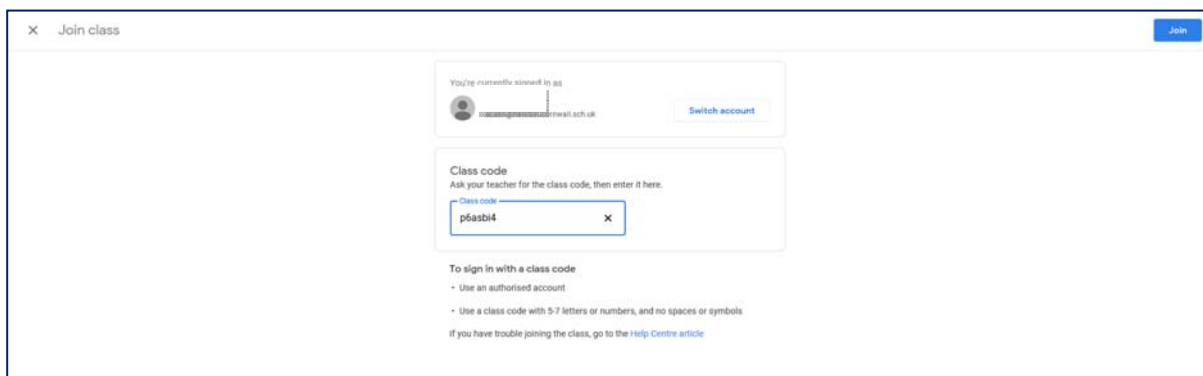 × Join class
Join
You're currently signed in as
cornwall.sch.uk
Switch account
Class code
Ask your teacher for the class code, then enter it here.
Class code
p6asbi4 ×
To sign in with a class code
• Use an authorised account
• Use a class code with 5-7 letters or numbers, and no spaces or symbols
If you have trouble joining the class, go to the Help Centre article